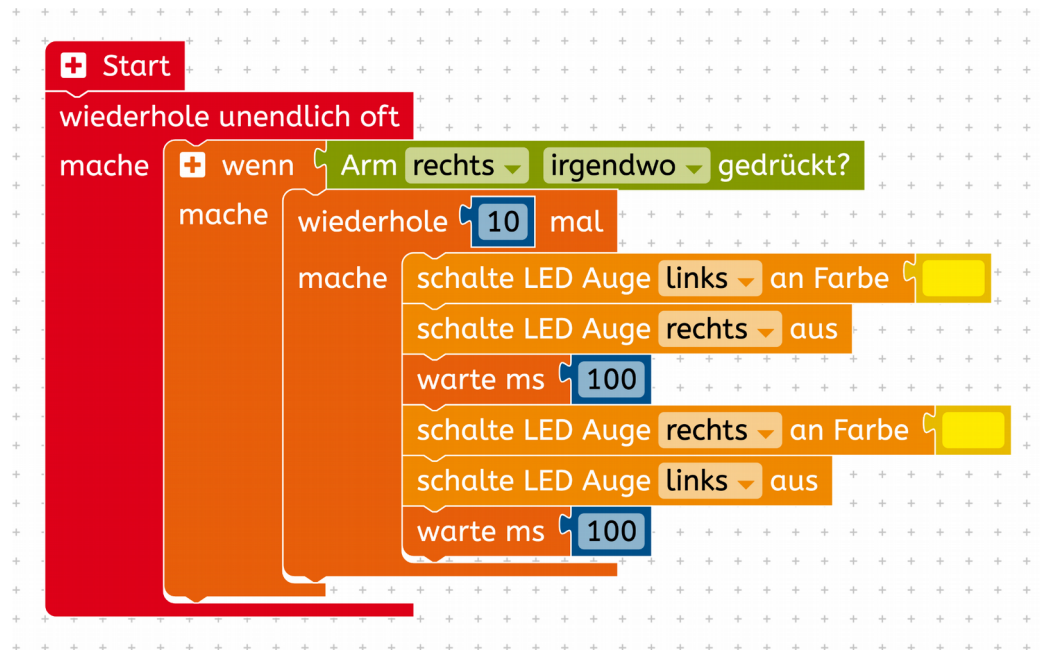 Start
wiederhole unendlich oft
mache wenn Arm rechts irgendwo gedrückt?
mache wiederhole 10 mal
mache schalte LED Auge links an Farbe
schalte LED Auge rechts aus
warte ms 100
schalte LED Auge rechts an Farbe
schalte LED Auge links aus
warte ms 100